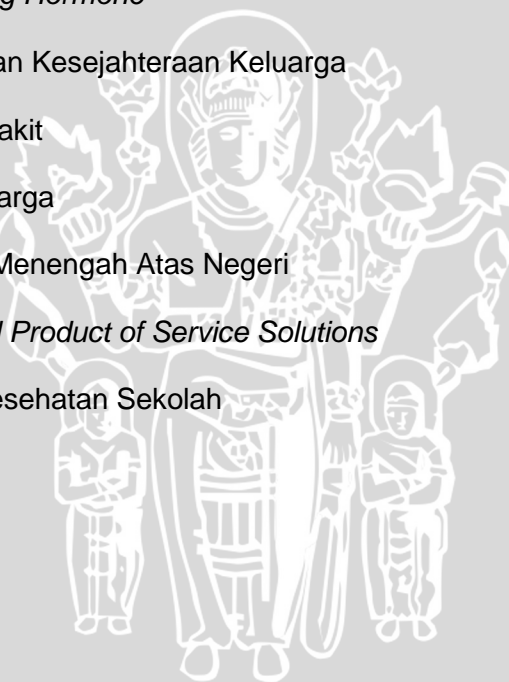 g Hormone
an Kesejahteraan Keluarga
akit
arga
Menengah Atas Negeri
l Product of Service Solutions
esehatan Sekolah